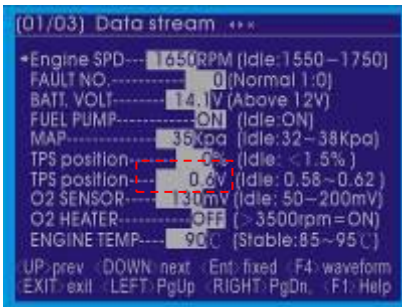 (01/03) Data stream
Engine SPD---- 1650RPM (Idle:1550—1750)
FAULT NO.---------- 0 (Normal 1:0)
BATT. VOLT------- 14.1V (Above 12V)
FUEL PUMP---------- ON (Idle:ON)
MAP-------------- 35Kpa (Idle:32~38Kpa)
TPS position------- 0% (Idle: <1.5%)
TPS position---- 0.6V (Idle: 0.58~0.62)
O2 SENSOR------- 130mV (Idle: 50~200mV)
O2 HEATER-------- OFF (>3500rpm=ON)
ENGINE TEMP---- 90C (Stable:85~95C)
<UP>prev <DOWN>next <Ent>fixed <F4>waveform
<EXIT>exit <LEFT>PgUp <RIGHT>PgDn, <F1>Help